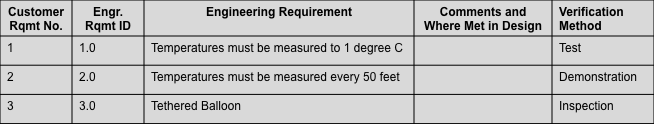 Customer Rqmt No. Engr. Rqmt ID Engineering Requirement Comments and Where Met in Design Verification Method
1 1.0 Temperatures must be measured to 1 degree C Test
2 2.0 Temperatures must be measured every 50 feet Demonstration
3 3.0 Tethered Balloon Inspection